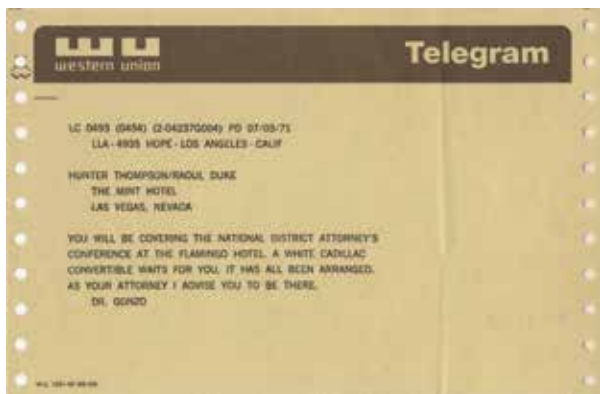 western union
Telegram
LC 0493 (0454) (2-042370G004) PD 07/03/71
LLA - 4935 HOPE - LOS ANGELES - CALIF
HUNTER THOMPSON/RAOUL DUKE
THE MINT HOTEL
LAS VEGAS, NEVADA
YOU WILL BE COVERING THE NATIONAL DISTRICT ATTORNEY'S
CONFERENCE AT THE FLAMINGO HOTEL. A WHITE CADILLAC
CONVERTIBLE WAITS FOR YOU. IT HAS ALL BEEN ARRANGED.
AS YOUR ATTORNEY I ADVISE YOU TO BE THERE.
DR. GONZO